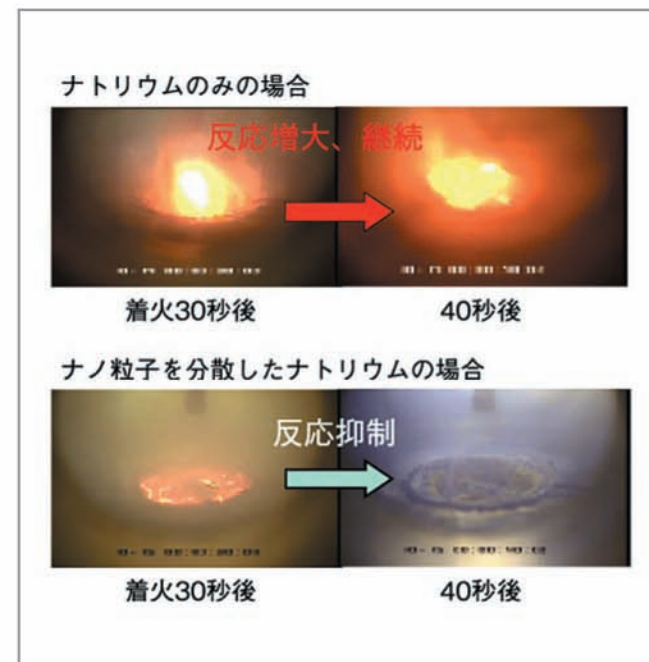 ナトリウムのみの場合
反応増大、継続
着火30秒後
40秒後
ナノ粒子を分散したナトリウムの場合
反応抑制
着火30秒後
40秒後